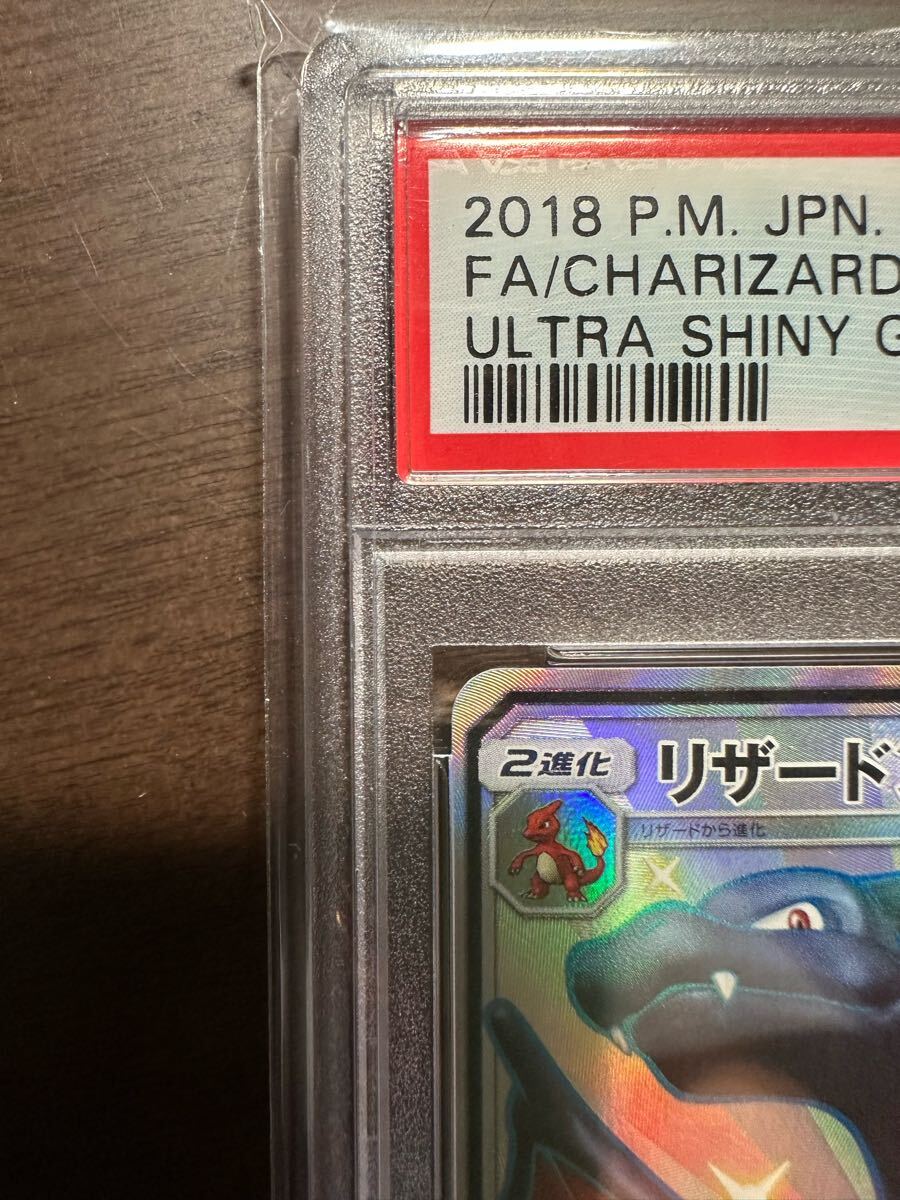 2018 P.M. JPN.
FA/CHARIZARD
ULTRA SHINY G
2進化
リザード
リザードから進化